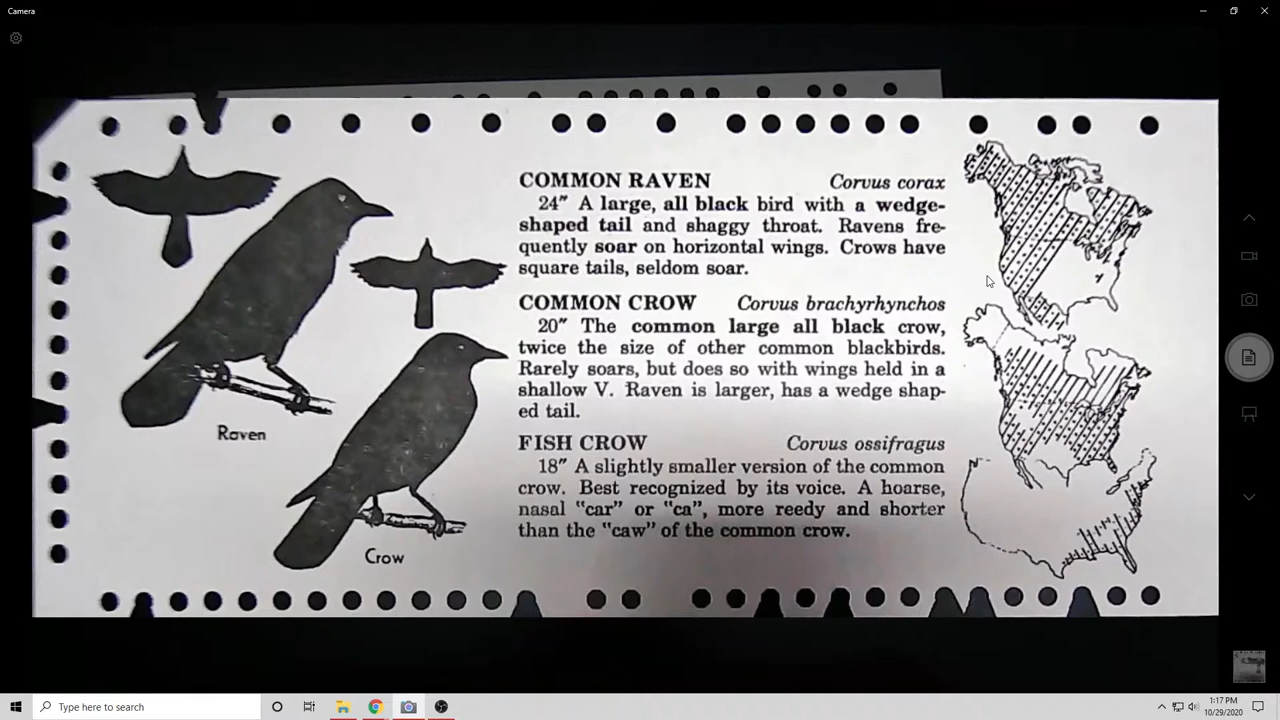 Camera
COMMON RAVEN Corvus corax
24" A large, all black bird with a wedge-
shaped tail and shaggy throat. Ravens fre-
quently soar on horizontal wings. Crows have
square tails, seldom soar.
COMMON CROW Corvus brachyrhynchos
20" The common large all black crow,
twice the size of other common blackbirds.
Rarely soars, but does so with wings held in a
shallow V. Raven is larger, has a wedge shap-
ed tail.
FISH CROW Corvus ossifragus
18" A slightly smaller version of the common
crow. Best recognized by its voice. A hoarse,
nasal "car" or "ca", more reedy and shorter
than the "caw" of the common crow.
Raven
Crow
Type here to search
1:17 PM
10/29/2020